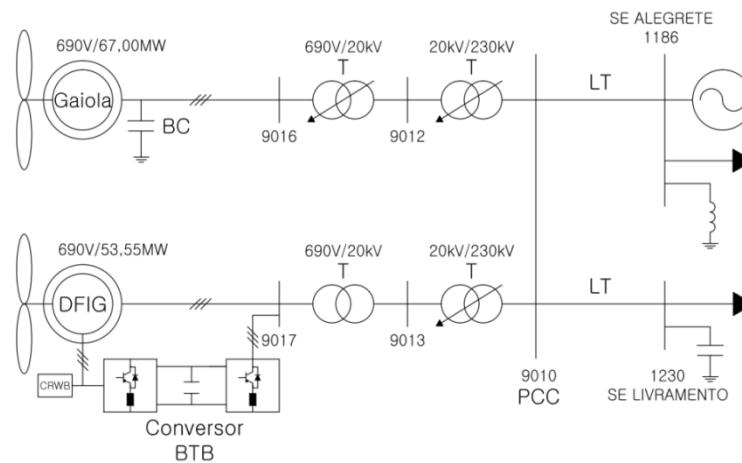 SE ALEGRETE
1186
690V/67,00MW
690V/20kV
T
20kV/230kV
T
Gaiola
BC
LT
9016
9012
690V/53,55MW
690V/20kV
T
20kV/230kV
T
DFIG
LT
9017
9013
CRWB
9010
PCC
1230
SE LIVRAMENTO
Conversor
BTB